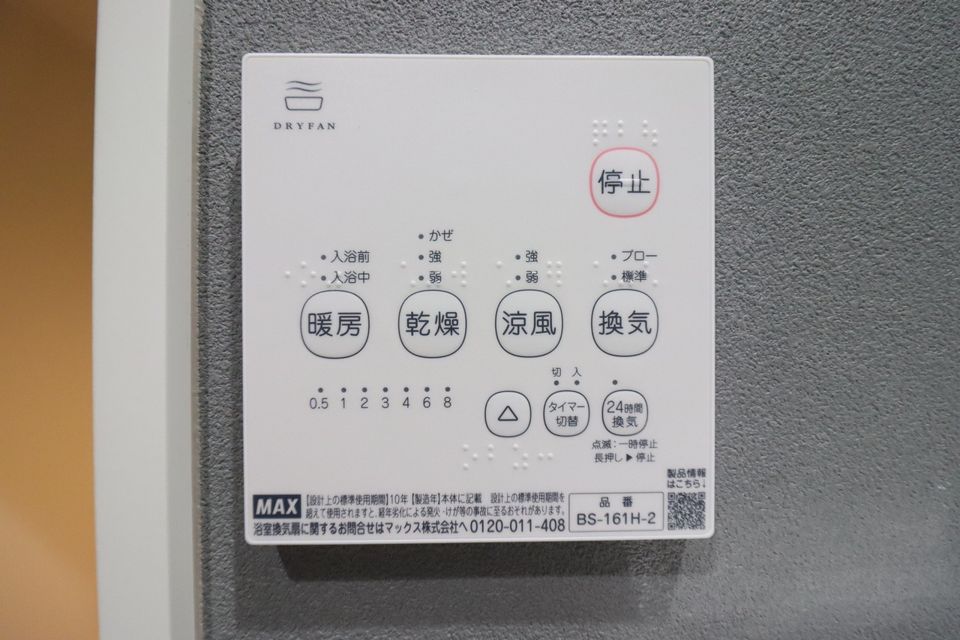 DRYFAN
停止
かぜ
入浴前 強 強 ブロー
入浴中 弱 弱 標準
暖房 乾燥 涼風 換気
切 入
0.5 1 2 3 4 6 8
△ タイマー切替 24時間換気
点滅:一時停止
長押し▶停止
製品情報
はこちら↓
MAX
【設計上の標準使用期間】10年【製造年】本体に記載 設計上の標準使用期間を
超えて使用されますと、経年劣化による発火・けが等の事故に至るおそれがあります。
浴室換気扇に関するお問合せはマックス株式会社へ 0120-011-408
品番
BS-161H-2